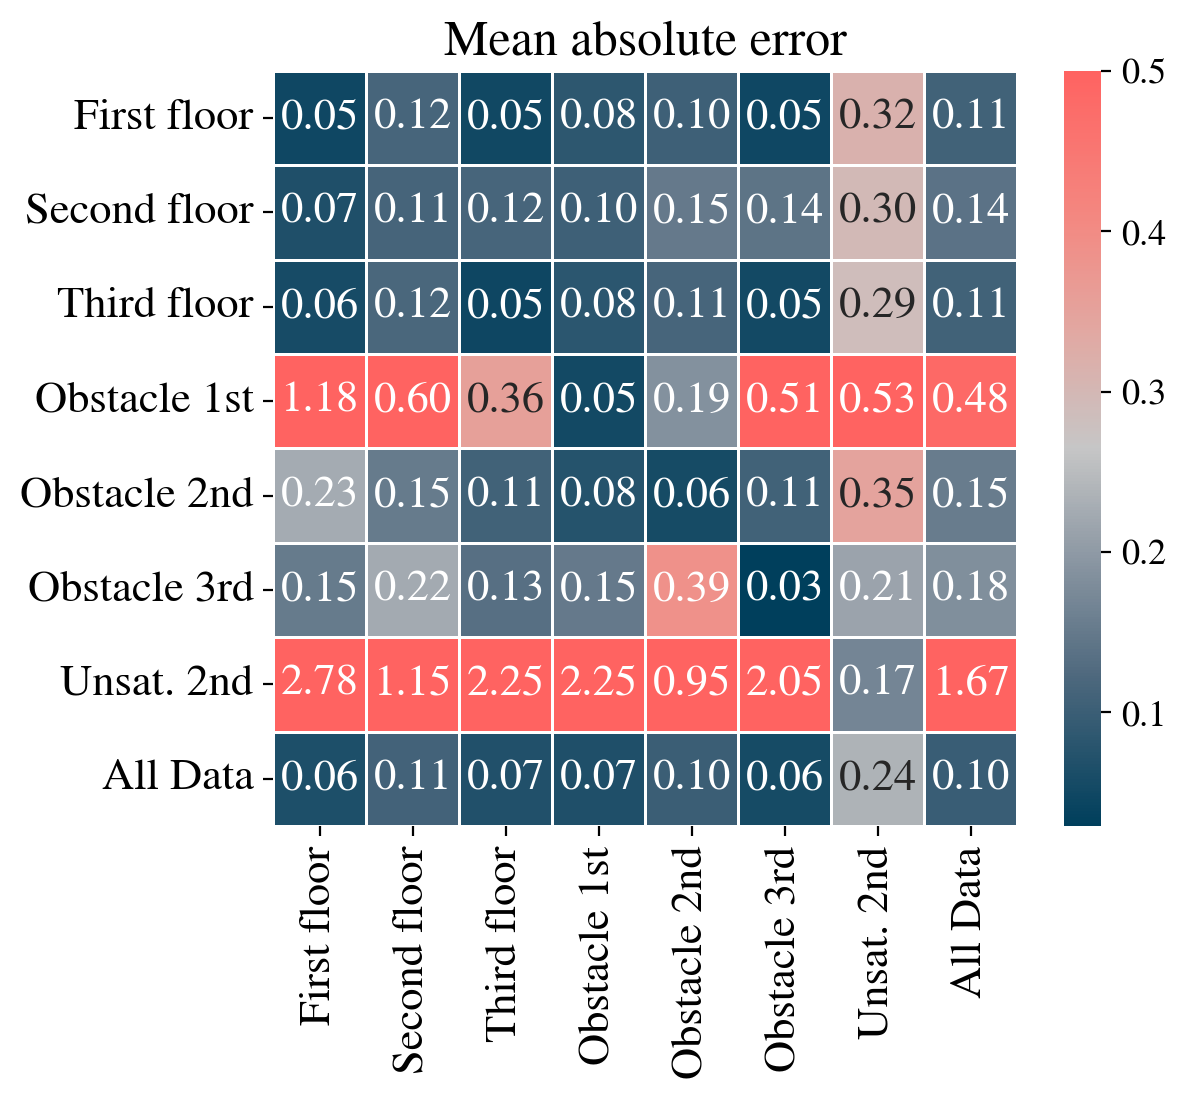 Mean absolute error
First floor 0.05 0.12 0.05 0.08 0.10 0.05 0.32 0.11
Second floor 0.07 0.11 0.12 0.10 0.15 0.14 0.30 0.14
Third floor 0.06 0.12 0.05 0.08 0.11 0.05 0.29 0.11
Obstacle 1st 1.18 0.60 0.36 0.05 0.19 0.51 0.53 0.48
Obstacle 2nd 0.23 0.15 0.11 0.08 0.06 0.11 0.35 0.15
Obstacle 3rd 0.15 0.22 0.13 0.15 0.39 0.03 0.21 0.18
Unsat. 2nd 2.78 1.15 2.25 2.25 0.95 2.05 0.17 1.67
All Data 0.06 0.11 0.07 0.07 0.10 0.06 0.24 0.10
First floor
Second floor
Third floor
Obstacle 1st
Obstacle 2nd
Obstacle 3rd
Unsat. 2nd
All Data
0.5
0.4
0.3
0.2
0.1